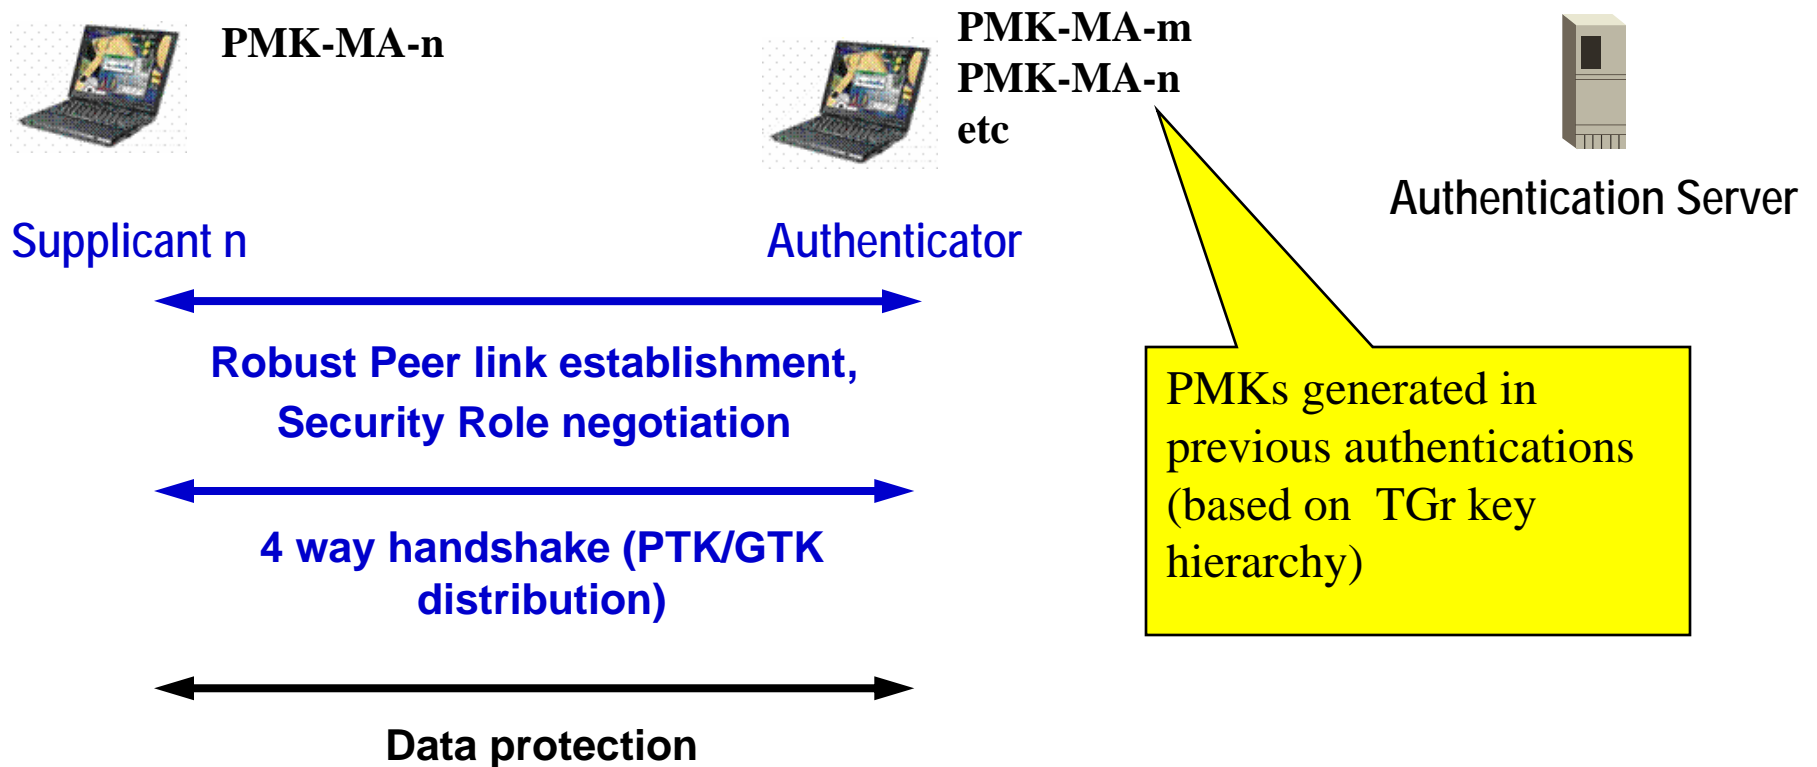 PMK-MA-n
PMK-MA-m
PMK-MA-n
etc
Supplicant n
Authenticator
Authentication Server
Robust Peer link establishment,
Security Role negotiation
4 way handshake (PTK/GTK
distribution)
Data protection
PMKs generated in
previous authentications
(based on TGr key
hierarchy)